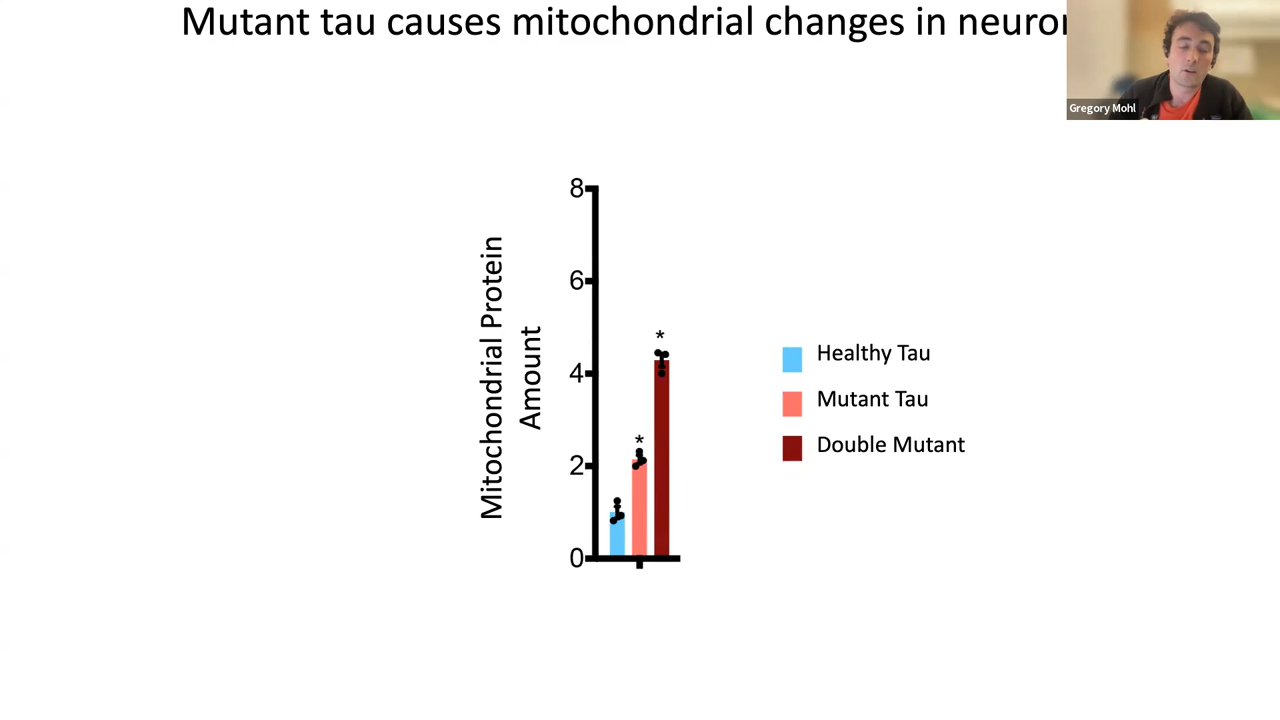 Mutant tau causes mitochondrial changes in
Gregory Mohl
8
6
4
2
0
Mitochondrial Protein
Amount
*
*
Healthy Tau
Mutant Tau
Double Mutant